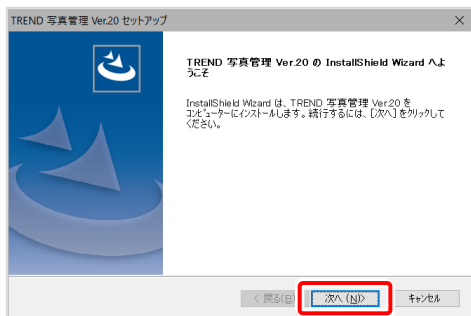 TREND 写真管理 Ver.20 セットアップ
TREND 写真管理 Ver.20 の InstallShield Wizard へよ
うこそ
InstallShield Wizard は、TREND 写真管理 Ver.20 を
コンピューターにインストールします。続行するには、[次へ] をクリックして
ください。
< 戻る(B)
次へ (N)>
キャンセル